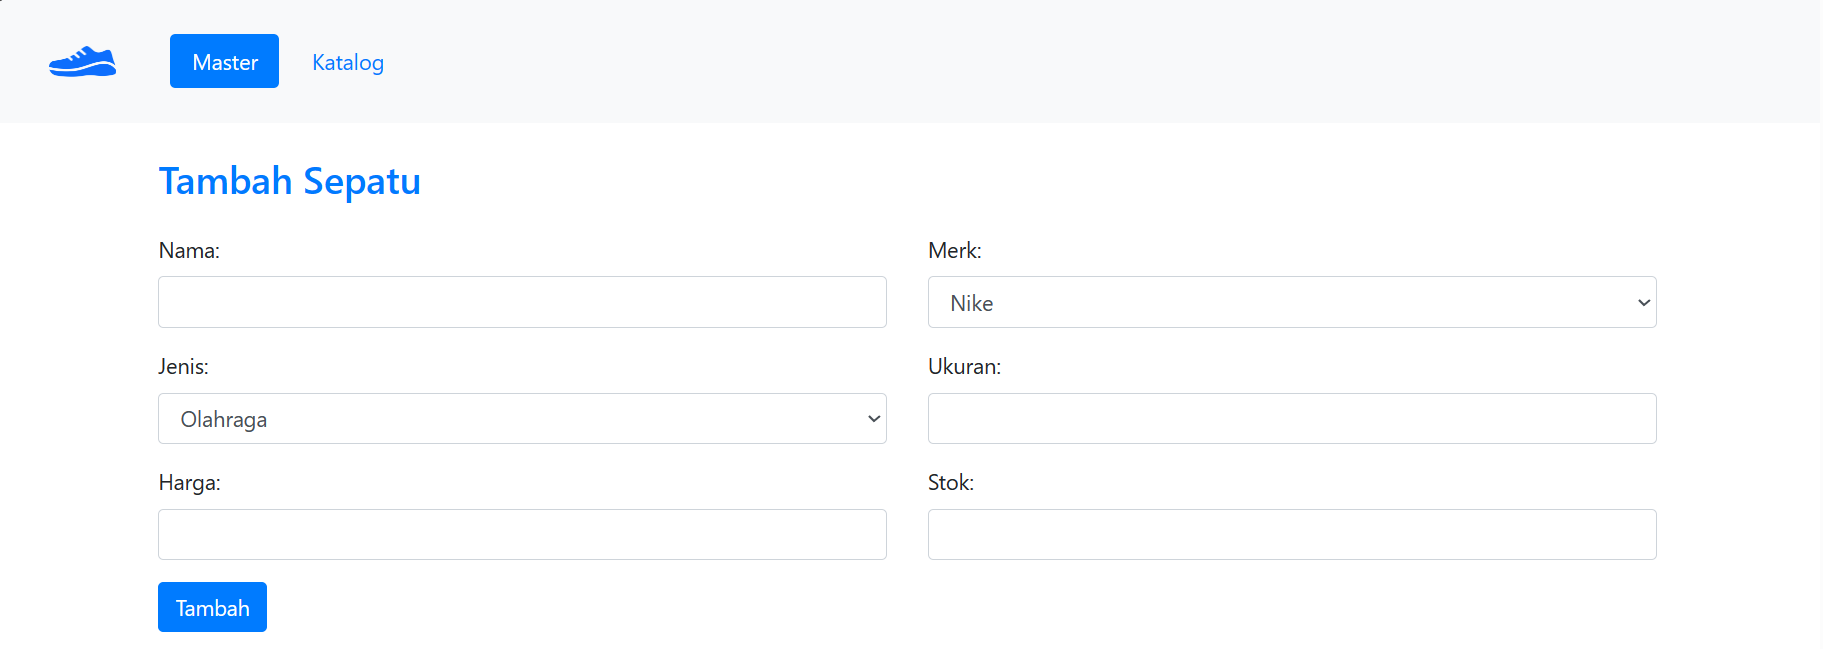 Master Katalog
Tambah Sepatu
Nama: Merk:
Nike
Jenis: Ukuran:
Olahraga
Harga: Stok:
Tambah